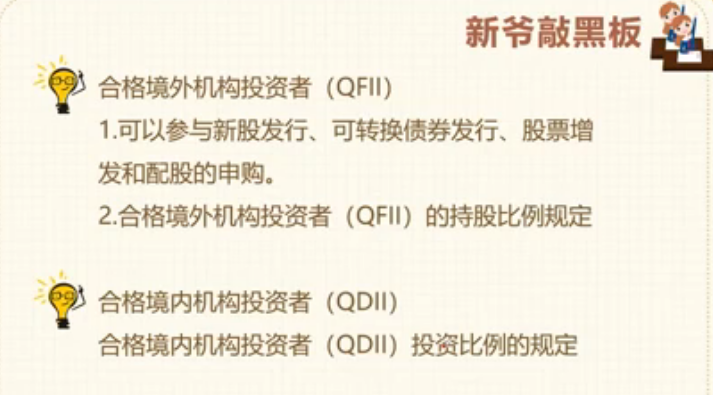 新爷敲黑板
合格境外机构投资者（QFII）
1.可以参与新股发行、可转换债券发行、股票增
发和配股的申购。
2.合格境外机构投资者（QFII）的持股比例规定
合格境内机构投资者（QDII）
合格境内机构投资者（QDII）投资比例的规定